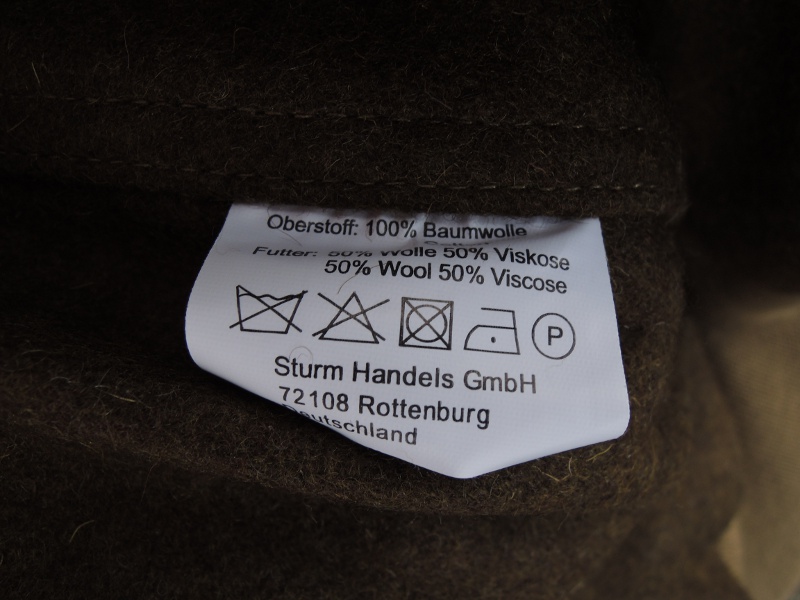 Oberstoff: 100% Baumwolle
Futter: 50% Wolle 50% Viskose
50% Wool 50% Viscose
P
Sturm Handels GmbH
72108 Rottenburg
Deutschland